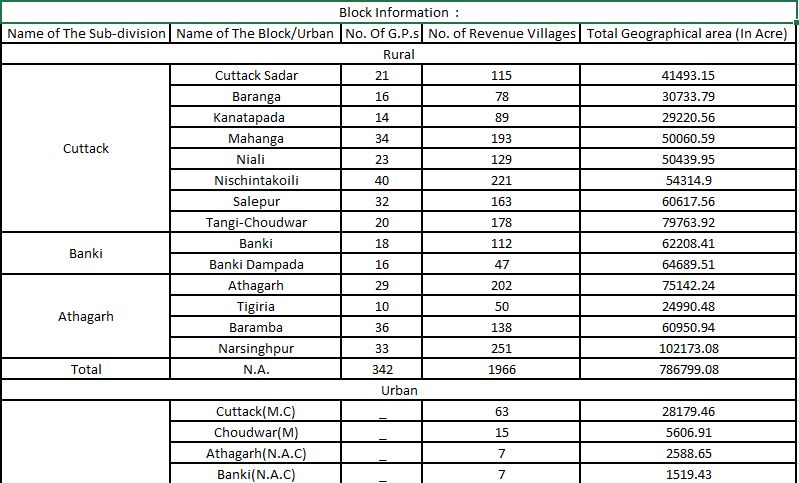 Block Information :
Name of The Sub-division Name of The Block/Urban No. Of G.P.s No. of Revenue Villages Total Geographical area (In Acre)
Rural
Cuttack Cuttack Sadar 21 115 41493.15
Baranga 16 78 30733.79
Kanatapada 14 89 29220.56
Mahanga 34 193 50060.59
Niali 23 129 50439.95
Nischintakoili 40 221 54314.9
Salepur 32 163 60617.56
Tangi-Choudwar 20 178 79763.92
Banki Banki 18 112 62208.41
Banki Dampada 16 47 64689.51
Athagarh Athagarh 29 202 75142.24
Tigiria 10 50 24990.48
Baramba 36 138 60950.94
Narsinghpur 33 251 102173.08
Total N.A. 342 1966 786799.08
Urban
Cuttack(M.C) _ 63 28179.46
Choudwar(M) _ 15 5606.91
Athagarh(N.A.C) _ 7 2588.65
Banki(N.A.C) _ 7 1519.43